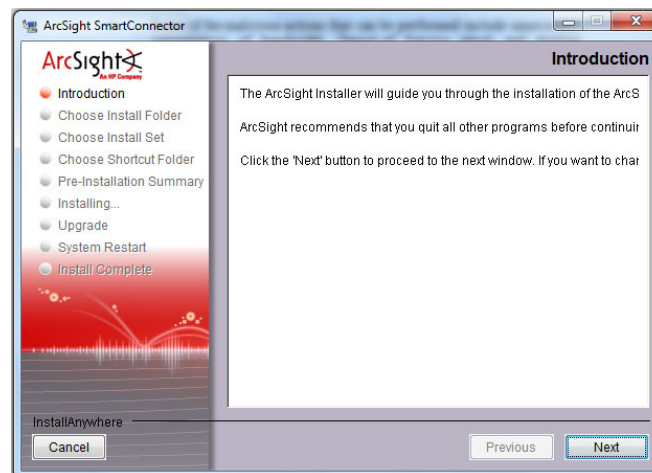 ArcSight SmartConnector
ArcSight
An HP Company
Introduction
Choose Install Folder
Choose Install Set
Choose Shortcut Folder
Pre-Installation Summary
Installing...
Upgrade
System Restart
Install Complete
Introduction
The ArcSight Installer will guide you through the installation of the ArcS
ArcSight recommends that you quit all other programs before continuin
Click the 'Next' button to proceed to the next window. If you want to char
InstallAnywhere
Cancel
Previous
Next